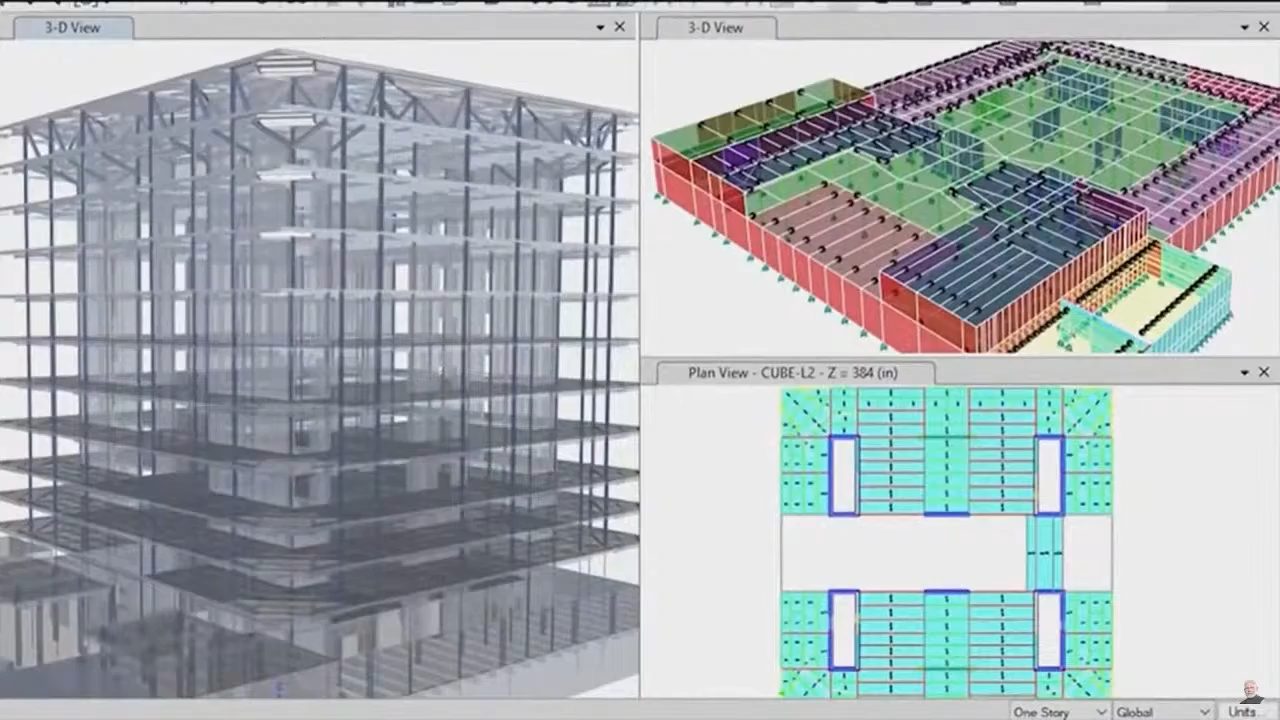 3-D View
3-D View
Plan View - CUBE-L2 - Z = 384 (in)
One Story
Global
Units...